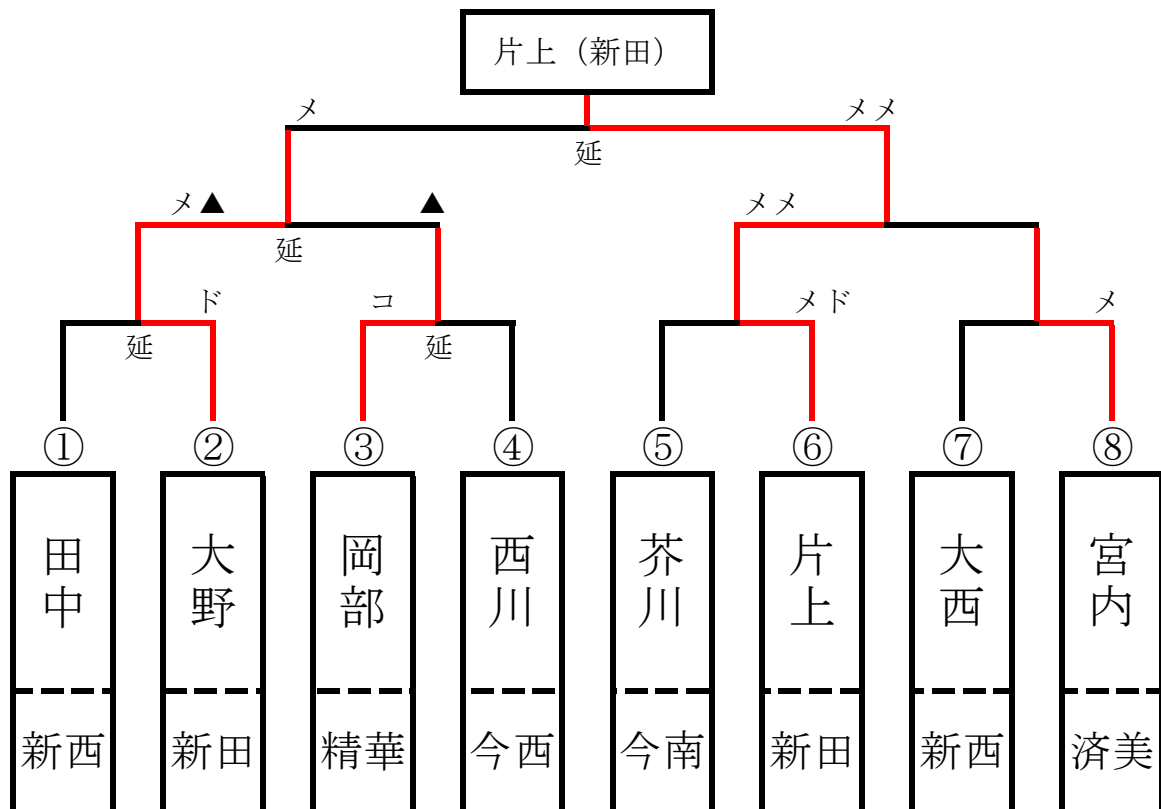 片上（新田）
メ メメ
延
メ▲ ▲ メメ
延
ド コ メド メ
延 延
① ② ③ ④ ⑤ ⑥ ⑦ ⑧
田中 大野 岡部 西川 芥川 片上 大西 宮内
新西 新田 精華 今西 今南 新田 新西 済美